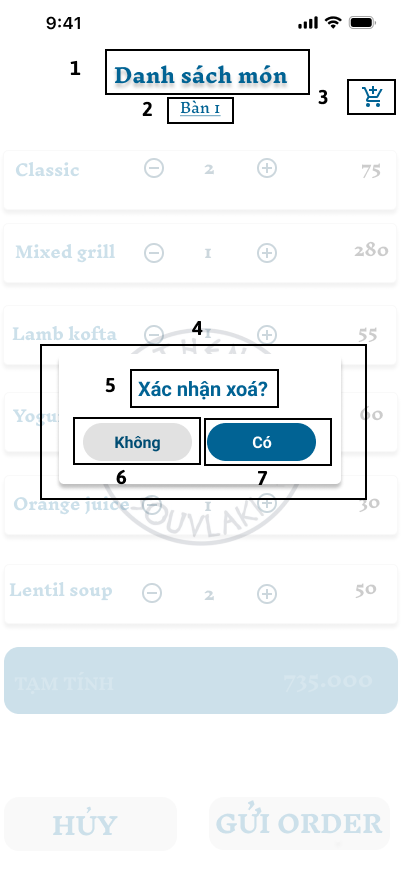 9:41
1 Danh sách món
2 Bàn 1
3
Classic 2 75
Mixed grill 1 280
Lamb kofta 1 55
4
5 Xác nhận xoá?
Không Có
6 7
60
Orange juice 1 30
OUVLAKI
Lentil soup 2 50
TẠM TÍNH 735.000
HỦY GỬI ORDER